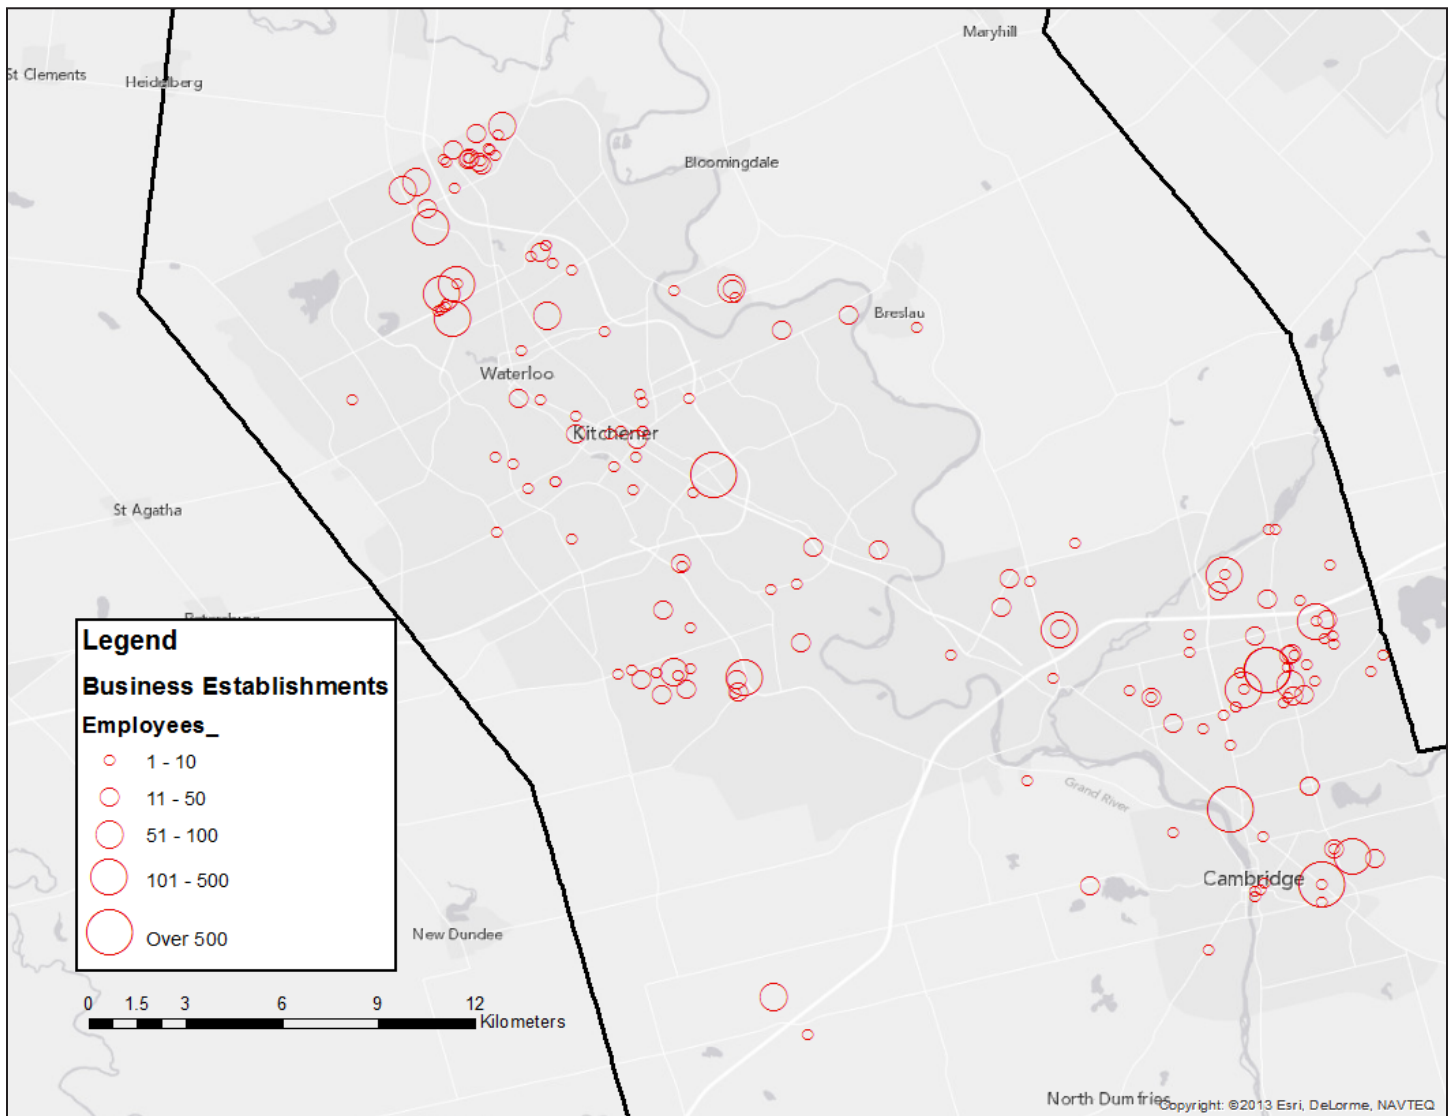 Maryhill
St Clements
Heidelberg
Bloomingdale
Breslau
Waterloo
Kitchener
St Agatha
Petersburg
Legend
Business Establishments
Employees_
1 - 10
11 - 50
51 - 100
101 - 500
Over 500
Grand River
Cambridge
New Dundee
0 1.5 3 6 9 12
Kilometers
North Dumfries
Copyright: ©2013 Esri, DeLorme, NAVTEQ